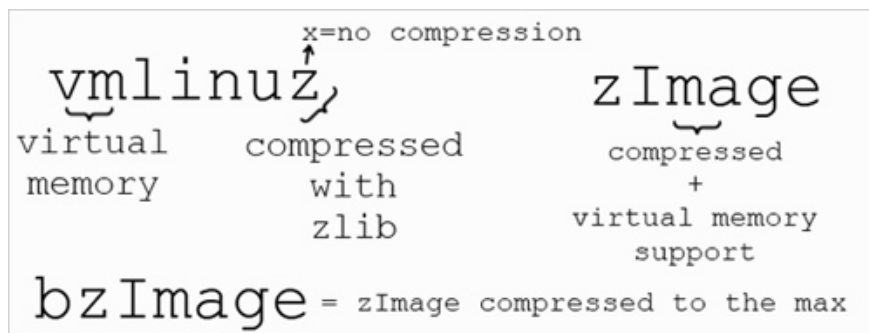 x=no compression
vmlinuz
zImage
virtual
memory
compressed
with
zlib
compressed
+
virtual memory
support
bzImage = zImage compressed to the max